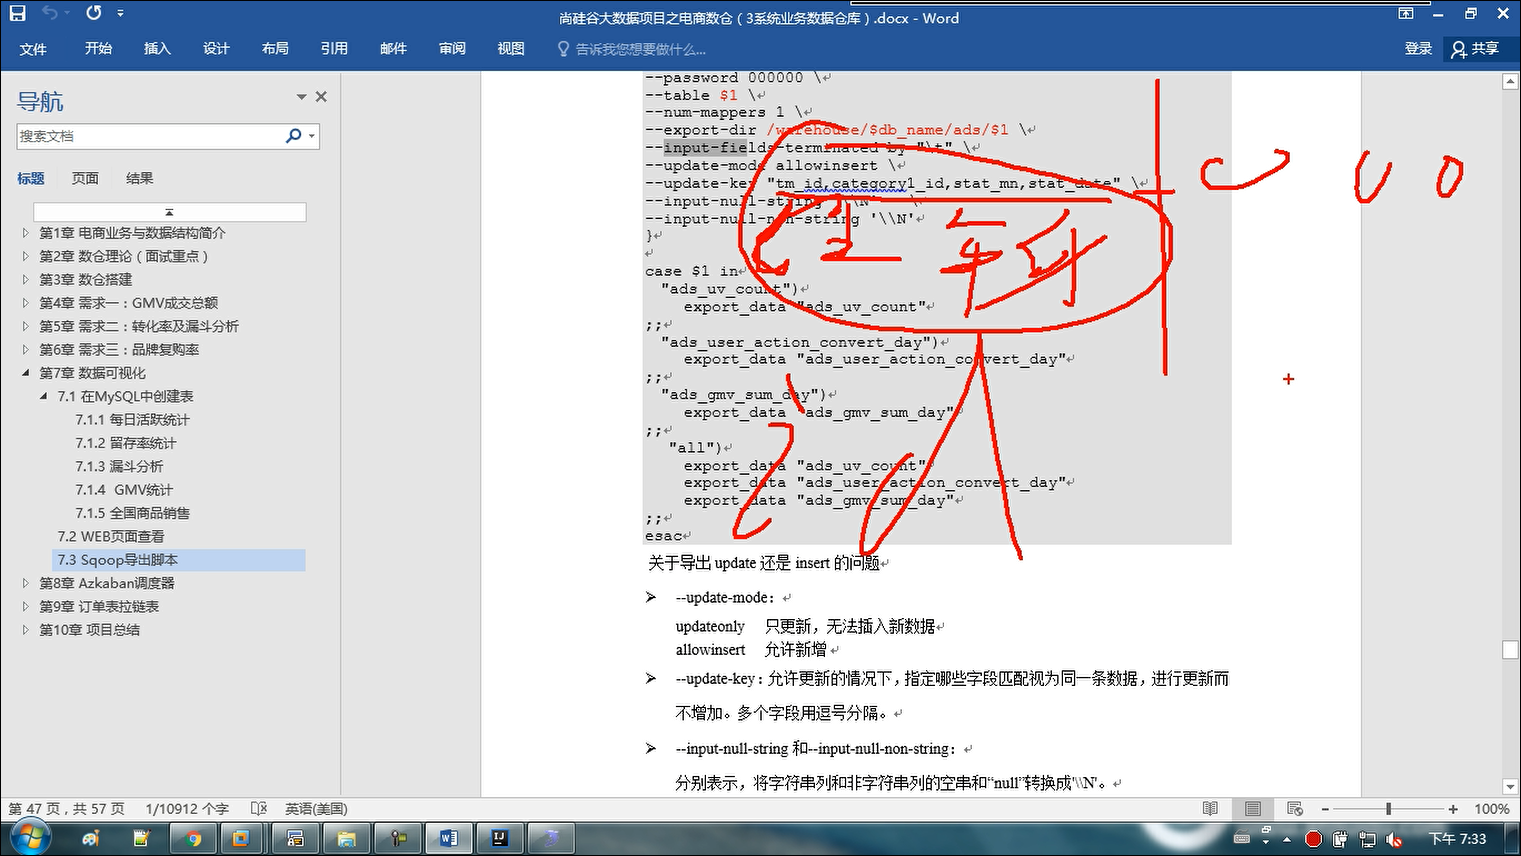 尚硅谷大数据项目之电商数仓（3系统业务数据仓库）.docx - Word
文件 开始 插入 设计 布局 引用 邮件 审阅 视图 告诉我您想要做什么... 登录 共享
导航
搜索文档
标题 页面 结果
第1章 电商业务与数据结构简介
第2章 数仓理论（面试重点）
第3章 数仓搭建
第4章 需求一：GMV成交总额
第5章 需求二：转化率及漏斗分析
第6章 需求三：品牌复购率
第7章 数据可视化
7.1 在MySQL中创建表
7.1.1 每日活跃统计
7.1.2 留存率统计
7.1.3 漏斗分析
7.1.4 GMV统计
7.1.5 全国商品销售
7.2 WEB页面查看
7.3 Sqoop导出脚本
第8章 Azkaban调度器
第9章 订单表拉链表
第10章 项目总结
--password 000000 \
--table $1 \
--num-mappers 1 \
--export-dir /warehouse/$db_name/ads/$1 \
--input-fields-terminated-by "\t" \
--update-mode allowinsert \
--update-key "tm_id,category1_id,stat_mn,stat_date" \
--input-null-string '\\N' \
--input-null-non-string '\\N'
}
case $1 in
"ads_uv_count")
export_data "ads_uv_count"
;;
"ads_user_action_convert_day")
export_data "ads_user_action_convert_day"
;;
"ads_gmv_sum_day")
export_data "ads_gmv_sum_day"
;;
"all")
export_data "ads_uv_count"
export_data "ads_user_action_convert_day"
export_data "ads_gmv_sum_day"
;;
esac
关于导出 update 还是 insert 的问题
--update-mode：
updateonly 只更新，无法插入新数据
allowinsert 允许新增
--update-key：允许更新的情况下，指定哪些字段匹配视为同一条数据，进行更新而
不增加。多个字段用逗号分隔。
--input-null-string 和--input-null-non-string：
分别表示，将字符串列和非字符串列的空串和“null”转换成'\\N'。
第 47 页，共 57 页 1/10912 个字 英语(美国) 100%
下午 7:33